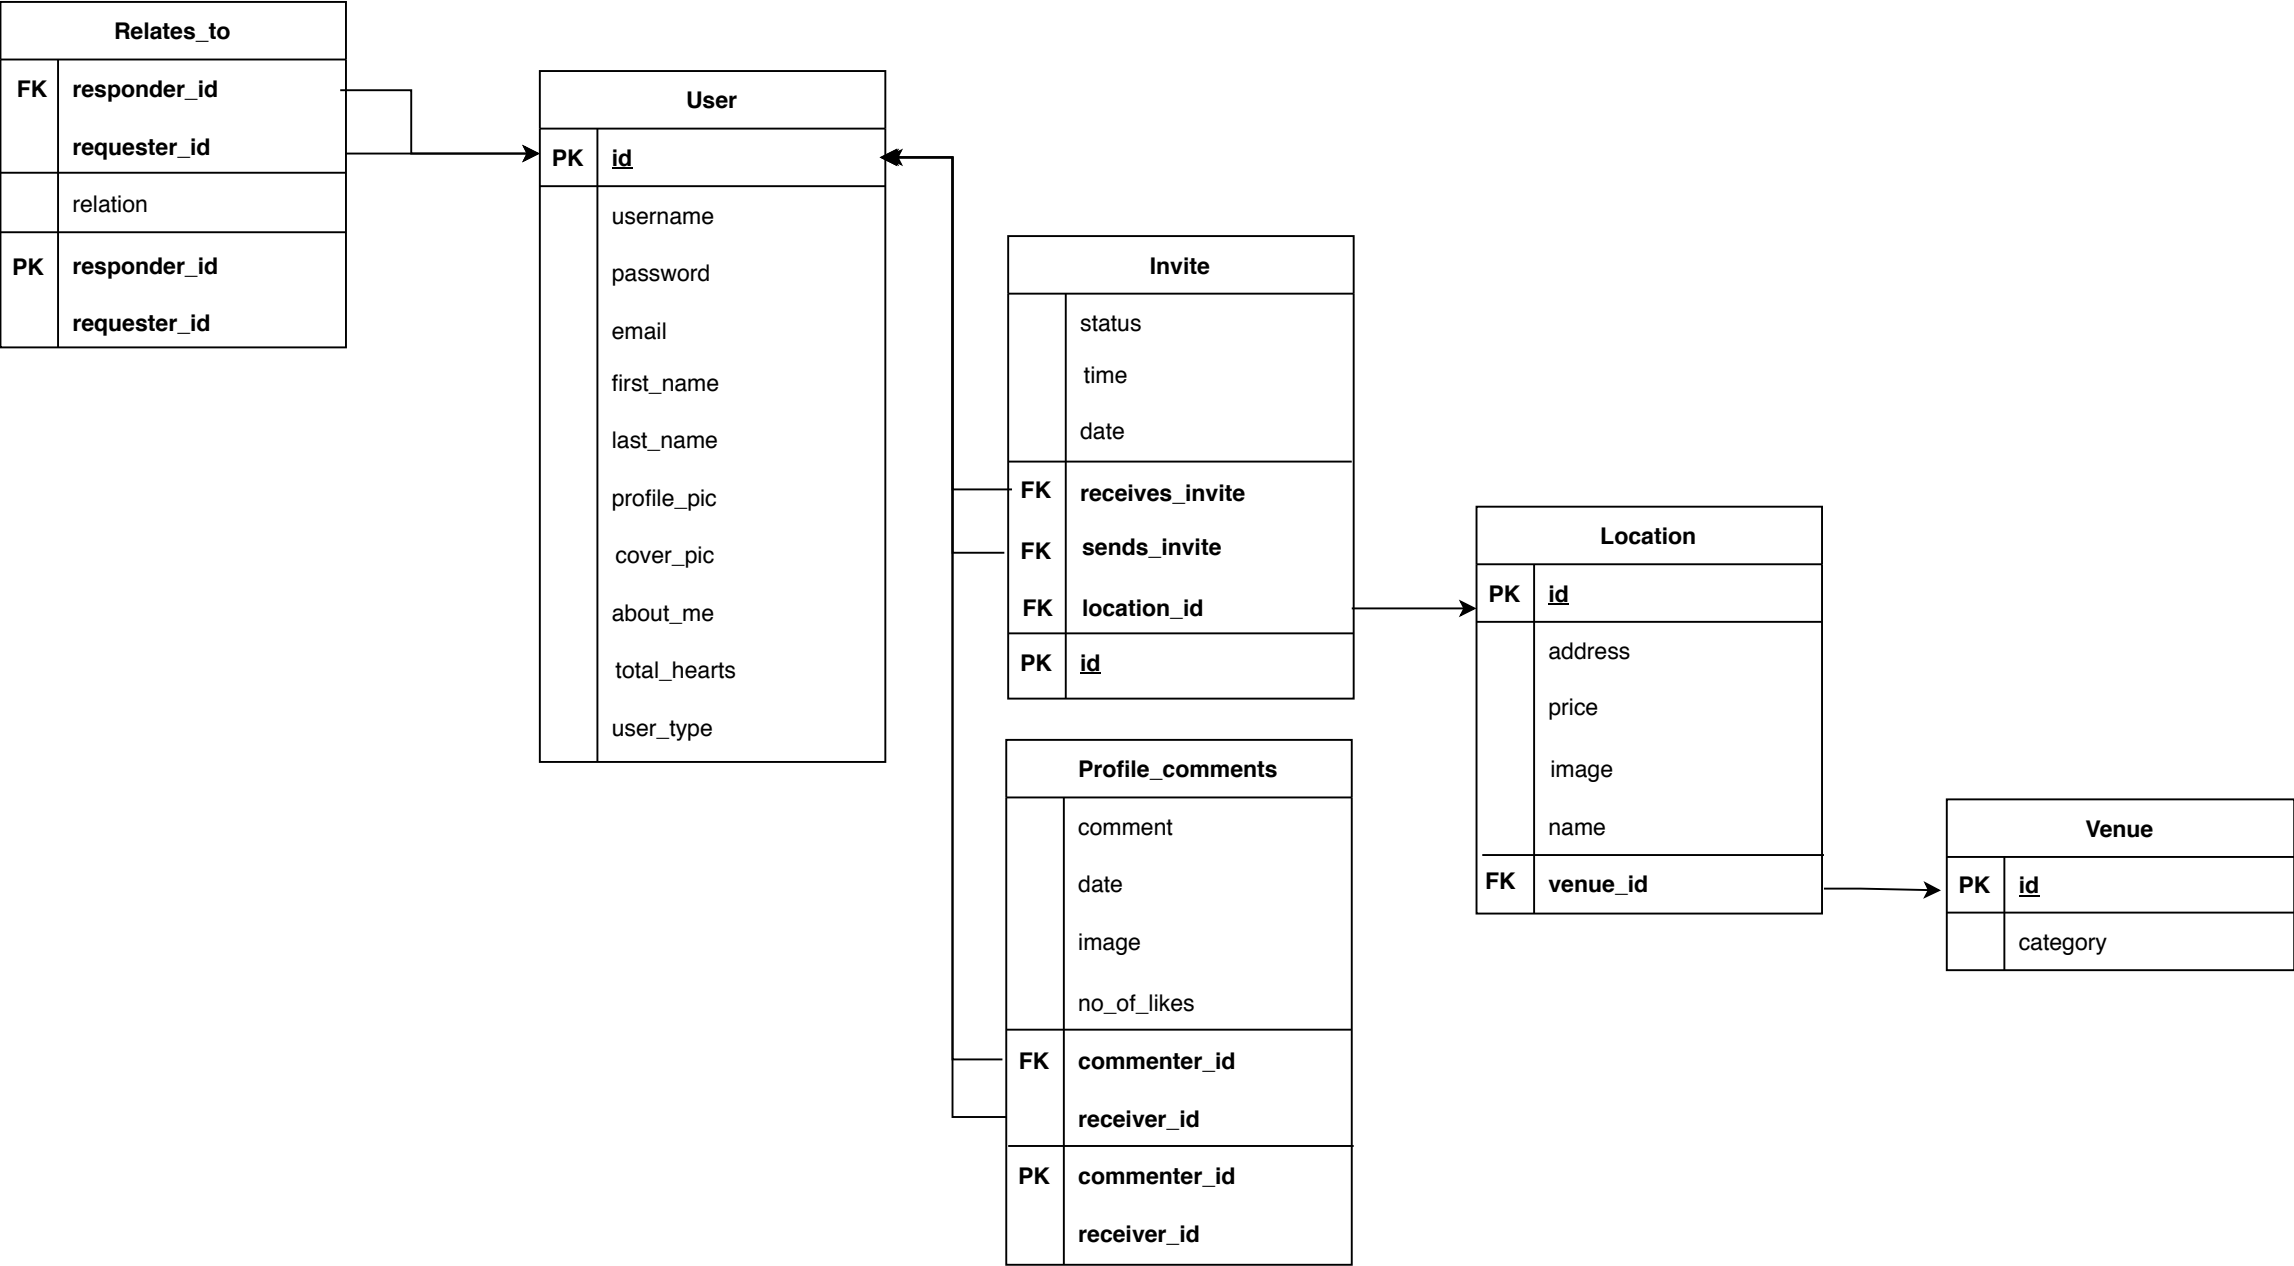 Relates_to
FK responder_id
requester_id
relation
PK responder_id
requester_id
User
PK id
username
password
email
first_name
last_name
profile_pic
cover_pic
about_me
total_hearts
user_type
Invite
status
time
date
FK receives_invite
FK sends_invite
FK location_id
PK id
Profile_comments
comment
date
image
no_of_likes
FK commenter_id
receiver_id
PK commenter_id
receiver_id
Location
PK id
address
price
image
name
FK venue_id
Venue
PK id
category